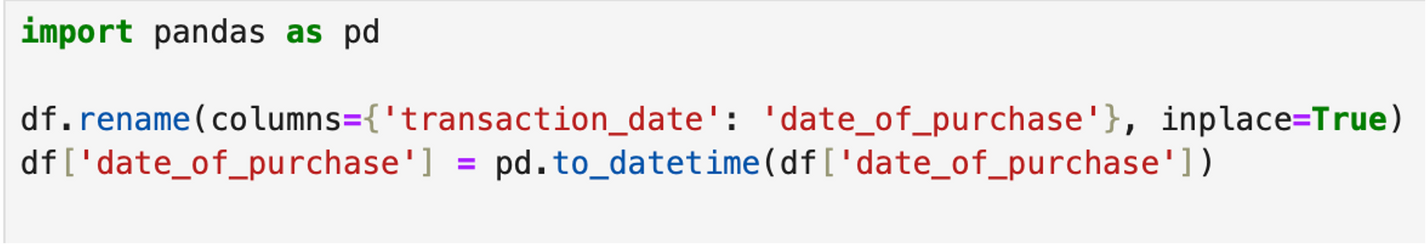 import pandas as pd
df.rename(columns={'transaction_date': 'date_of_purchase'}, inplace=True)
df['date_of_purchase'] = pd.to_datetime(df['date_of_purchase'])